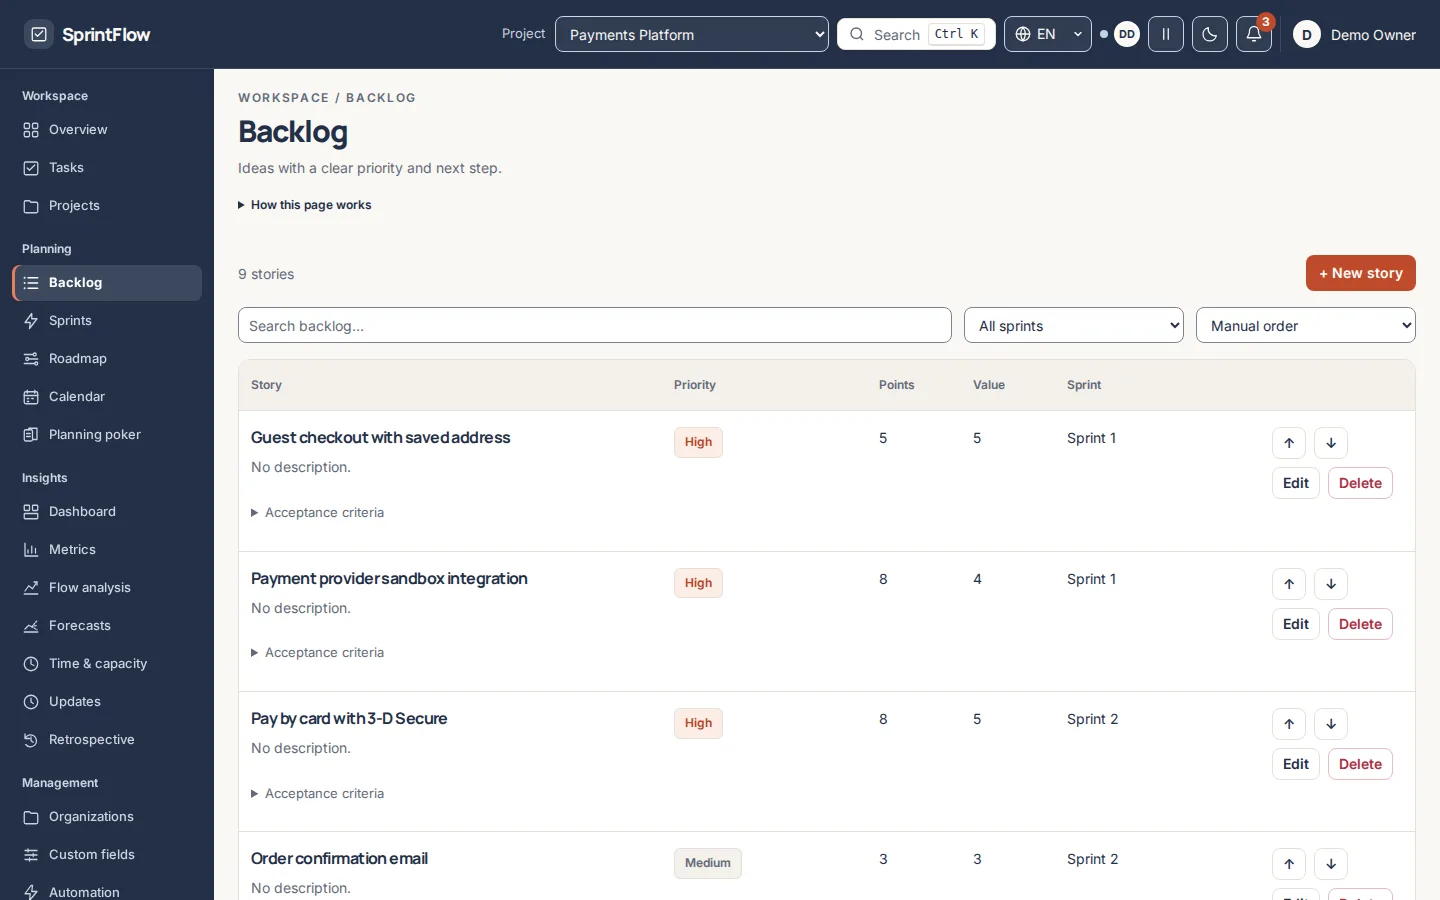 SprintFlow
Project
Payments Platform
Search
Ctrl K
EN
DD
3
D
Demo Owner
Workspace
Overview
Tasks
Projects
Planning
Backlog
Sprints
Roadmap
Calendar
Planning poker
Insights
Dashboard
Metrics
Flow analysis
Forecasts
Time & capacity
Updates
Retrospective
Management
Organizations
Custom fields
Automation
WORKSPACE / BACKLOG
Backlog
Ideas with a clear priority and next step.
How this page works
9 stories
+ New story
Search backlog...
All sprints
Manual order
Story Priority Points Value Sprint
Guest checkout with saved address High 5 5 Sprint 1
No description.
Edit Delete
Acceptance criteria
Payment provider sandbox integration High 8 4 Sprint 1
No description.
Edit Delete
Acceptance criteria
Pay by card with 3-D Secure High 8 5 Sprint 2
No description.
Edit Delete
Acceptance criteria
Order confirmation email Medium 3 3 Sprint 2
No description.